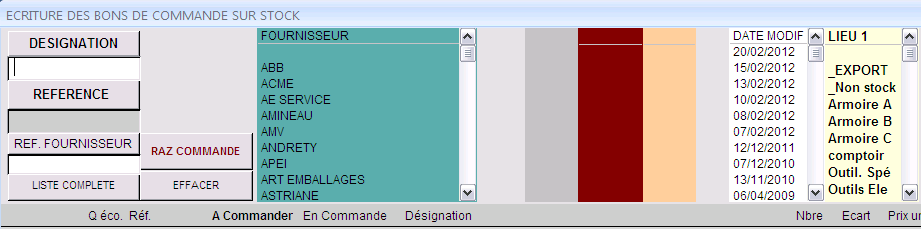 ECRITURE DES BONS DE COMMANDE SUR STOCK
DESIGNATION
REFERENCE
REF. FOURNISSEUR
LISTE COMPLETE
RAZ COMMANDE
EFFACER
FOURNISSEUR
ABB
ACME
AE SERVICE
AMINEAU
AMV
ANDRETY
APEI
ART EMBALLAGES
ASTRIANE
DATE MODIF
20/02/2012
15/02/2012
13/02/2012
10/02/2012
08/02/2012
07/02/2012
12/12/2011
07/12/2010
13/11/2010
06/04/2009
LIEU 1
_EXPORT
_Non stock
Armoire A
Armoire B
Armoire C
comptoir
Outil. Spé
Outils Ele
Q éco. Réf. A Commander En Commande Désignation Nbre Ecart Prix un